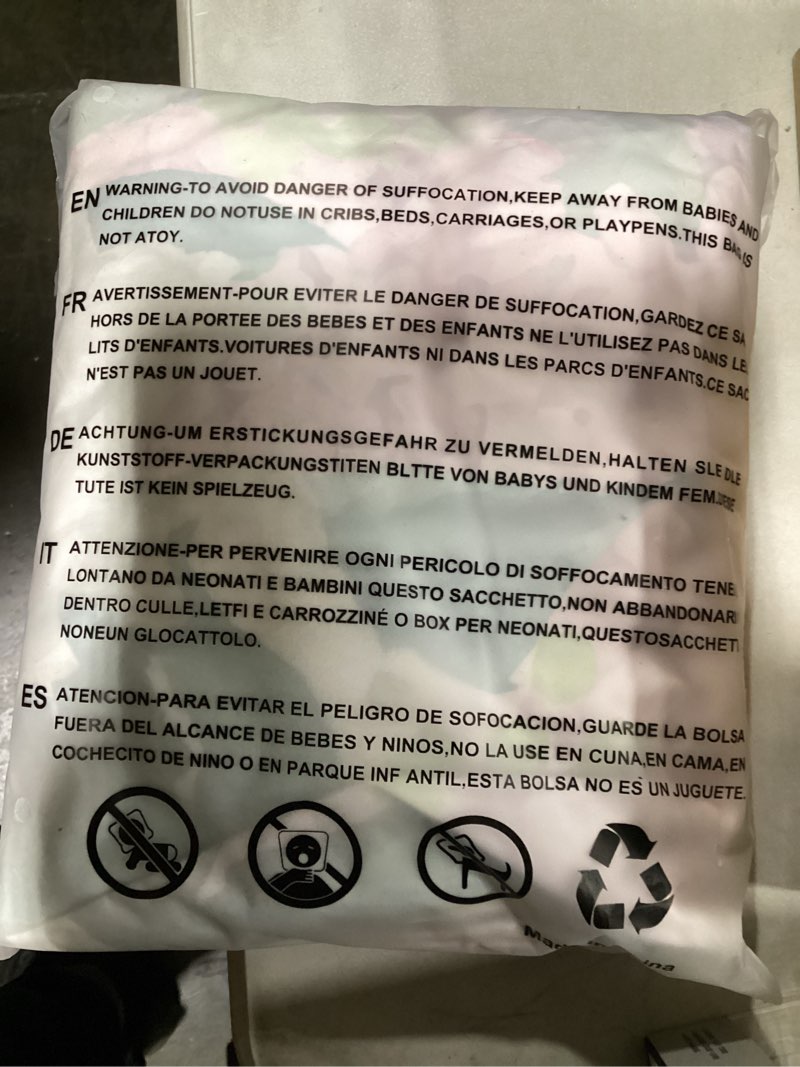 EN WARNING-TO AVOID DANGER OF SUFFOCATION,KEEP AWAY FROM BABIES AND
CHILDREN DO NOTUSE IN CRIBS,BEDS,CARRIAGES,OR PLAYPENS.THIS BAG IS
NOT ATOY.
FR AVERTISSEMENT-POUR EVITER LE DANGER DE SUFFOCATION,GARDEZ CE SA
HORS DE LA PORTEE DES BEBES ET DES ENFANTS NE L'UTILISEZ PAS DANS LE
LITS D'ENFANTS.VOITURES D'ENFANTS NI DANS LES PARCS D'ENFANTS.CE SAC
N'EST PAS UN JOUET.
DE ACHTUNG-UM ERSTICKUNGSGEFAHR ZU VERMELDEN,HALTEN SLE DLE
KUNSTSTOFF-VERPACKUNGSTITEN BLTTE VON BABYS UND KINDEM FEM.
TUTE IST KEIN SPIELZEUG.
IT ATTENZIONE-PER PERVENIRE OGNI PERICOLO DI SOFFOCAMENTO TENE
LONTANO DA NEONATI E BAMBINI QUESTO SACCHETTO,NON ABBANDONAR
DENTRO CULLE,LETFI E CARROZZINÉ O BOX PER NEONATI,QUESTOSACCHET
NONEUN GLOCATTOLO.
ES ATENCION-PARA EVITAR EL PELIGRO DE SOFOCACION,GUARDE LA BOLSA
FUERA DEL ALCANCE DE BEBES Y NINOS,NO LA USE EN CUNA,EN CAMA,EN
COCHECITO DE NINO O EN PARQUE INF ANTIL,ESTA BOLSA NO ES UN JUGUETE.